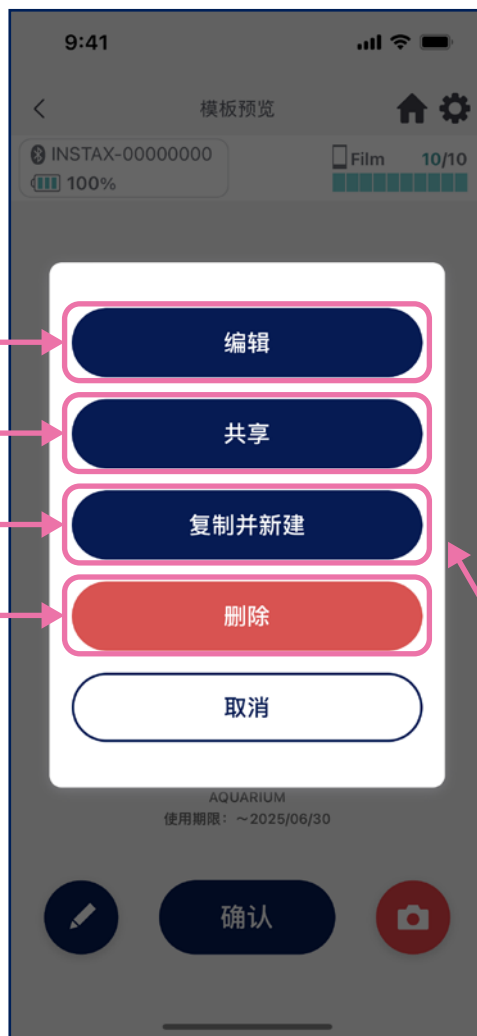 9:41
模板预览
INSTAX-00000000
100%
Film 10/10
编辑
共享
复制并新建
删除
取消
AQUARIUM
使用期限：～2025/06/30
确认